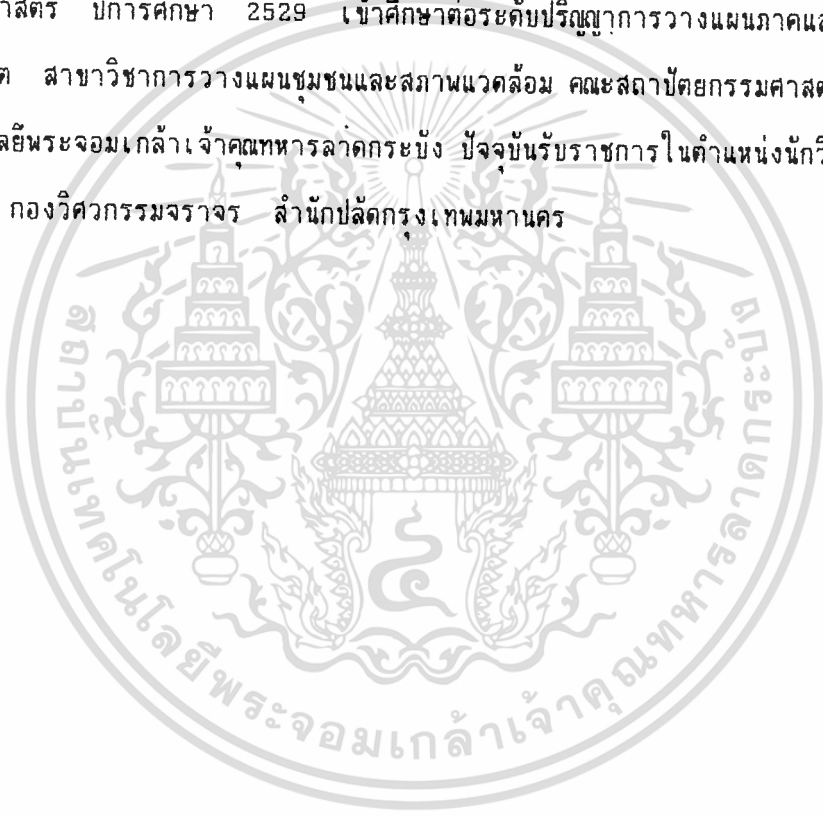 าสตร ปการศกษา 2529 เข้าศึกษาต่อระดับปริญญาการวางแผนภาคแล
ต สาขาวิชาการวางแผนชุมชนและสภาพแวดล้อม คณะสถาปัตยกรรมศาสต
ลยีพระจอมเกล้าเจ้าคุณทหารลาดกระบัง ปัจจุบันรับราชการในตำแหน่งนักวิ
กองวิศวกรรมจราจร สำนักปลัดกรุงเทพมหานคร
สถาบันเทคโนโลยีพระจอมเกล้าเจ้าคุณทหารลาดกระบัง